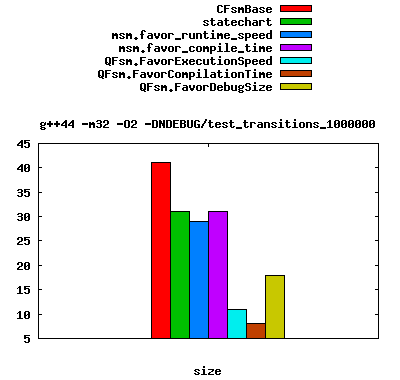 CFsmBase
statechart
msm.favor_runtime_speed
msm.favor_compile_time
QFsm.FavorExecutionSpeed
QFsm.FavorCompilationTime
QFsm.FavorDebugSize
g++44 -m32 -O2 -DNDEBUG/test_transitions_1000000
45
40
35
30
25
20
15
10
5
size